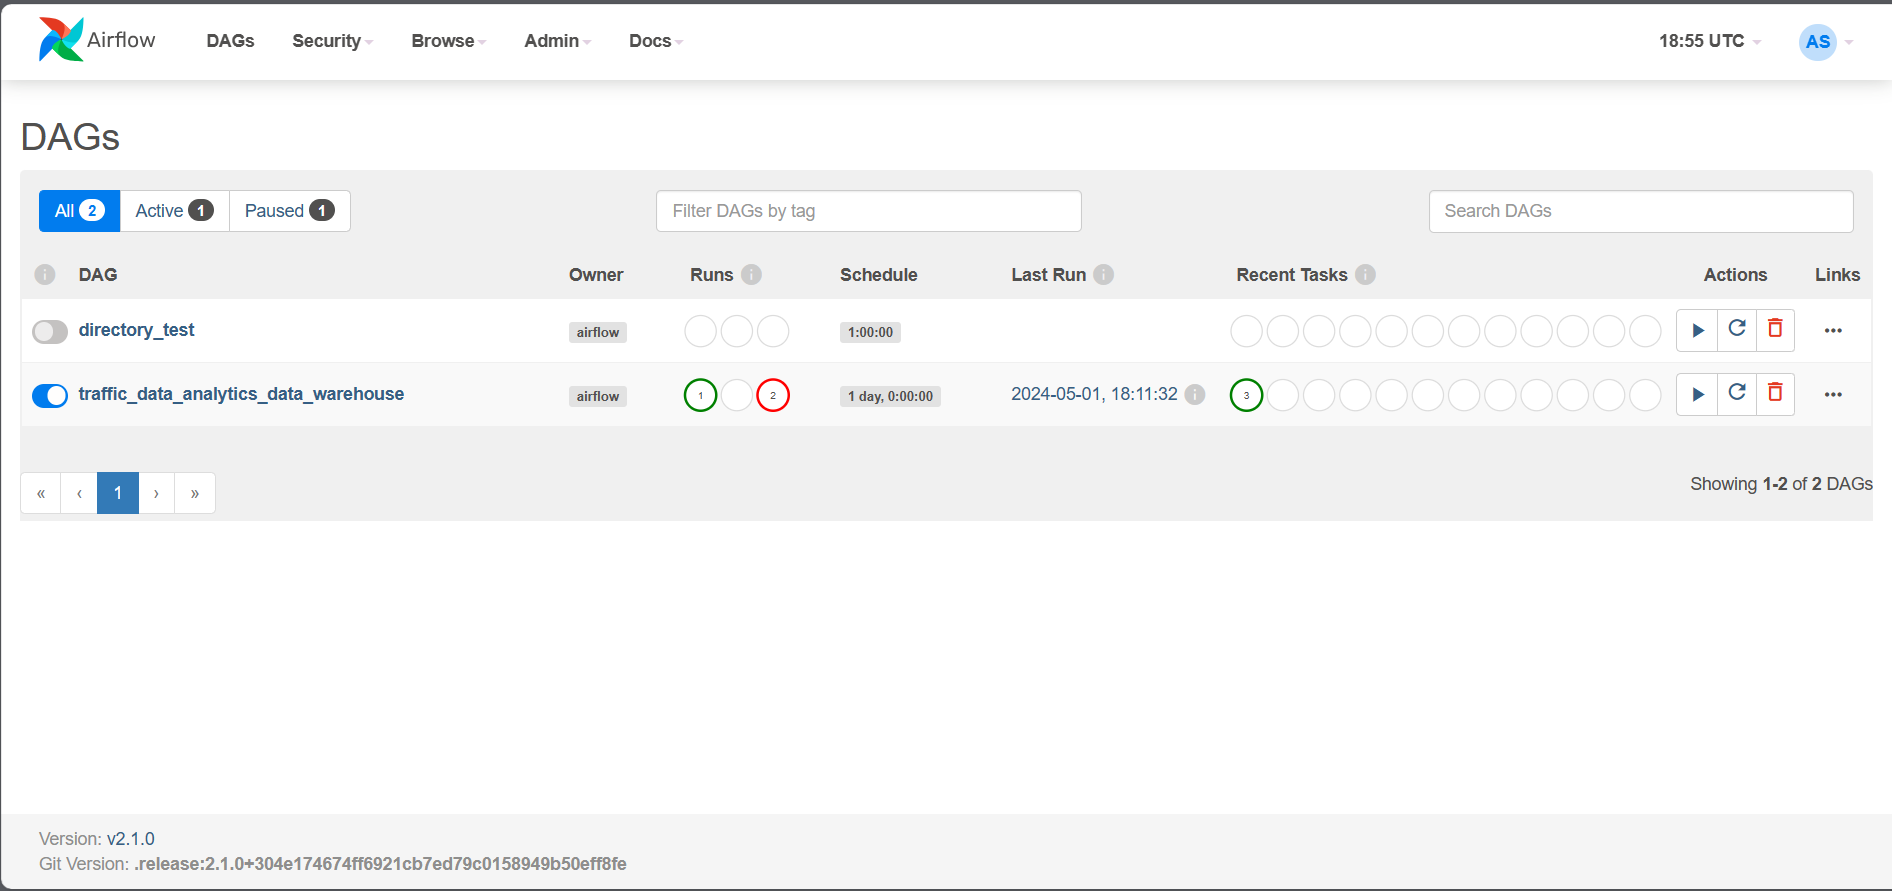 Airflow DAGs Security Browse Admin Docs 18:55 UTC AS
DAGs
All 2 Active 1 Paused 1 Filter DAGs by tag Search DAGs
i DAG Owner Runs i Schedule Last Run i Recent Tasks i Actions Links
directory_test airflow 1:00:00
traffic_data_analytics_data_warehouse airflow 1 2 1 day, 0:00:00 2024-05-01, 18:11:32 i 3
« ‹ 1 › » Showing 1-2 of 2 DAGs
Version: v2.1.0
Git Version: .release:2.1.0+304e174674ff6921cb7ed79c0158949b50eff8fe